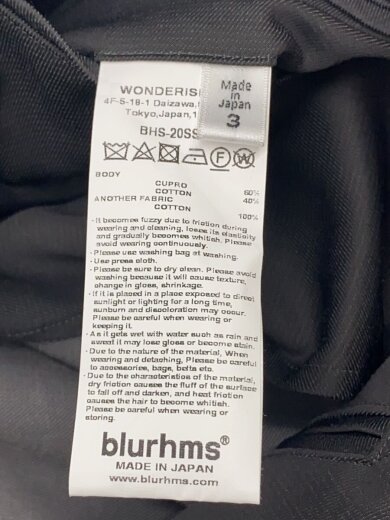 WONDERIS
Made
in
Japan
3
4F-5-18-1 Daizawa,
Tokyo,Japan,1
BHS-20SS
F
W
BODY
CUPRO 60%
COTTON 40%
ANOTHER FABRIC
COTTON 100%
・It becomes fuzzy due to friction during
wearing and cleaning, loses its elasticity
and gradually becomes whitish. Please
avoid wearing continuously.
・Please use washing bag at washing.
・Use press cloth.
・Please be sure to dry clean. Please avoid
washing because it will cause texture,
change in gloss, shrinkage.
・If it is placed in a place exposed to direct
sunlight or lighting for a long time,
sunburn and discoloration may occur.
Please be careful when wearing or
keeping it.
・As it gets wet with water such as rain and
sweat it may lose gloss or become stain.
・Due to the nature of the material, When
wearing and detaching, Please be careful
to accessories, bags, belts etc.
・Due to the characteristics of the material,
dry friction causes the fluff of the surface
to fall off and darken, and heat friction
causes the hair to become whitish.
Please be careful when wearing or
storing.
blurhms®
MADE IN JAPAN
www.blurhms.com